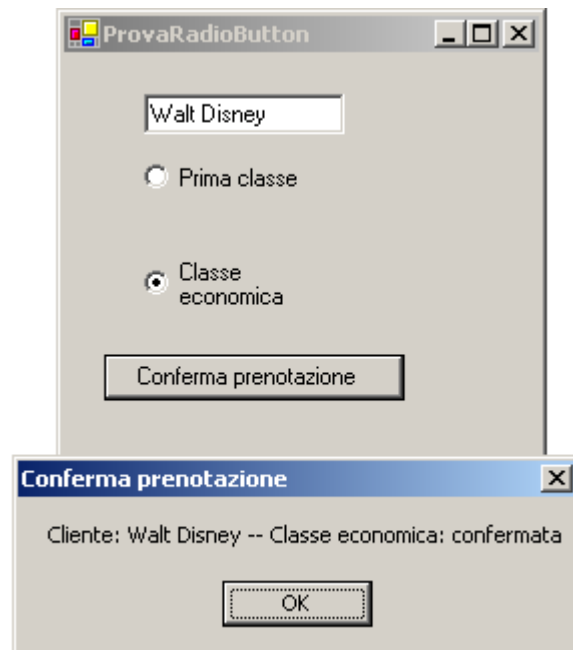 ProvaRadioButton
Walt Disney
Prima classe
Classe
economica
Conferma prenotazione
Conferma prenotazione
Cliente: Walt Disney -- Classe economica: confermata
OK